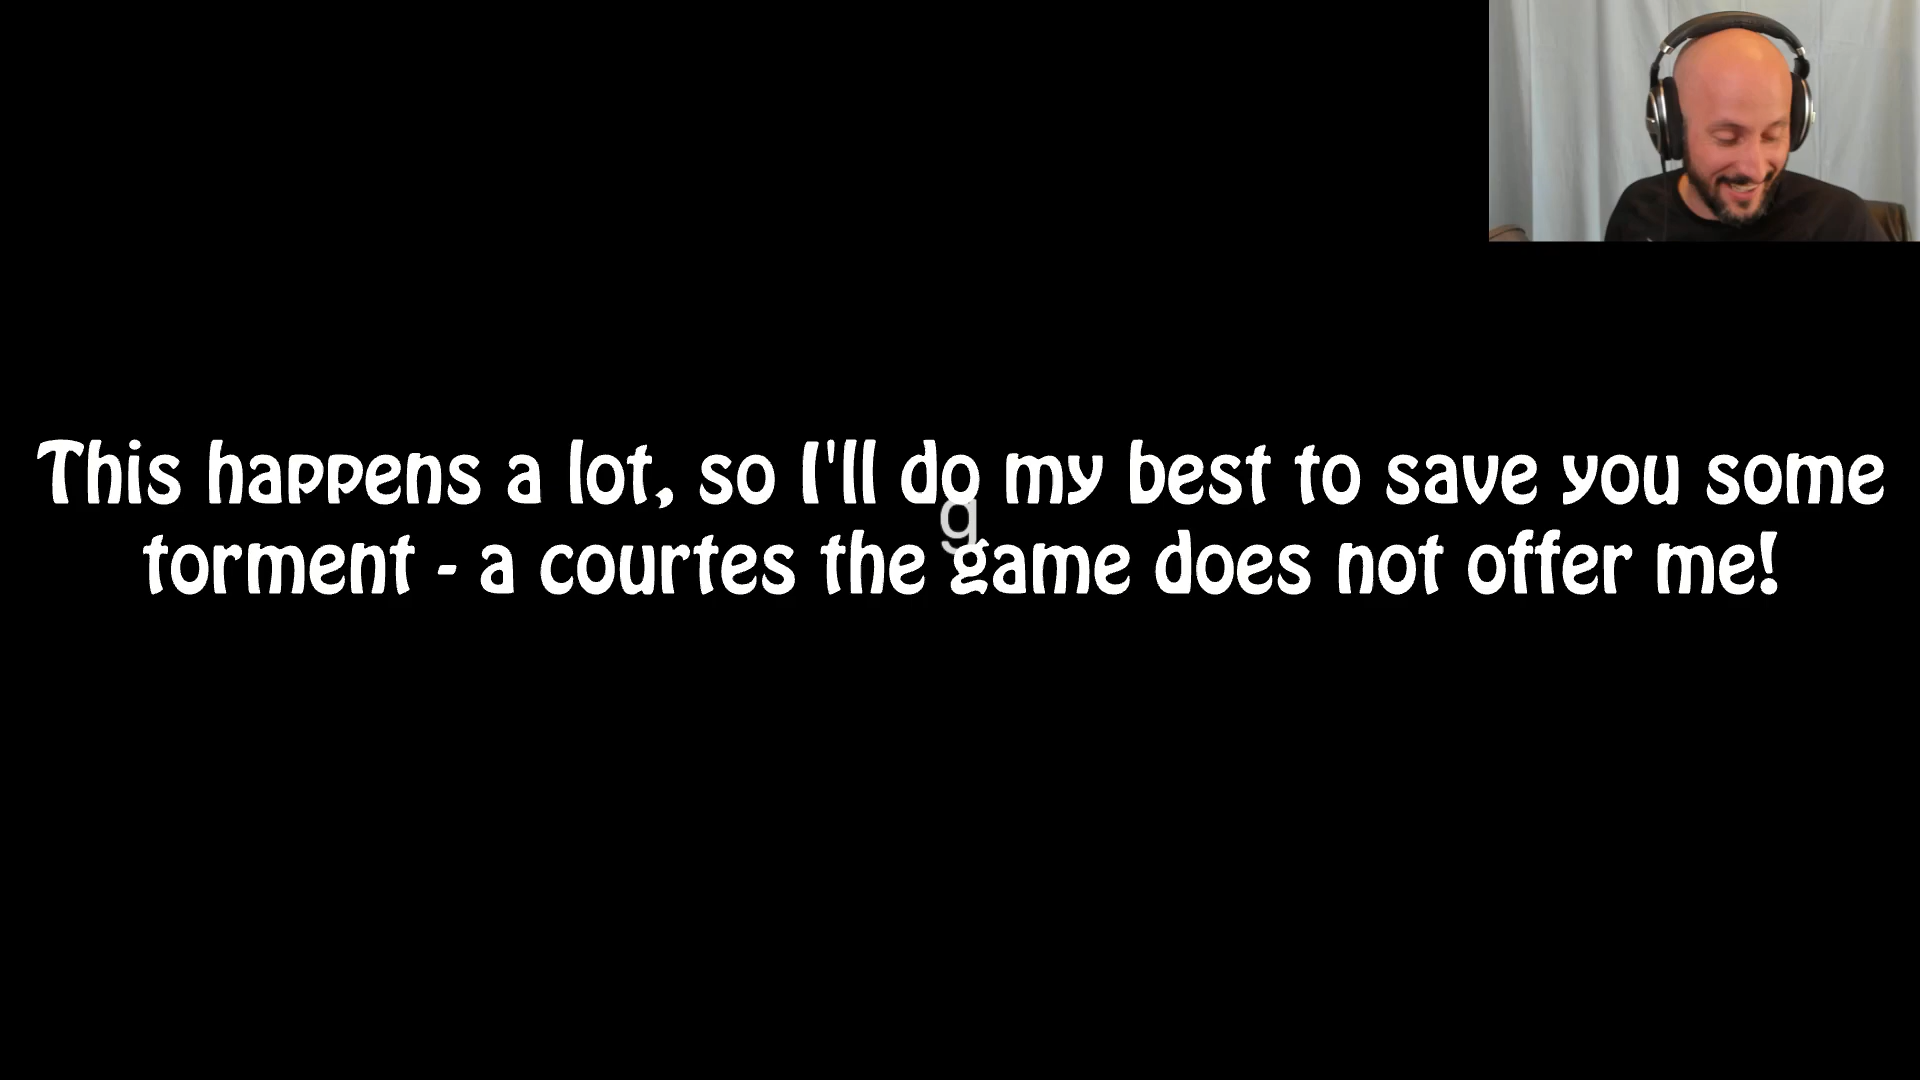 This happens a lot, so I'll do my best to save you some
g
torment - a courtes the game does not offer me!